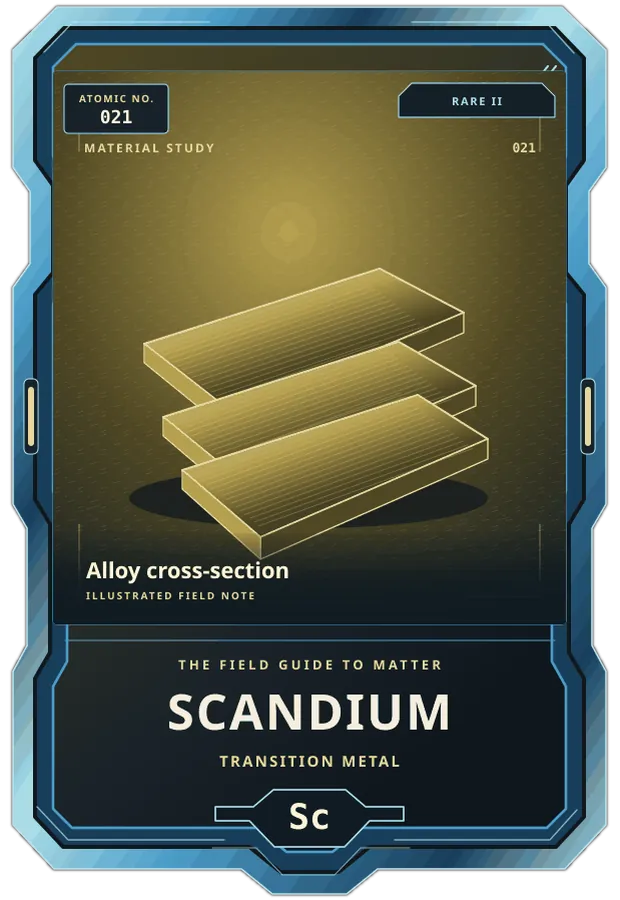 ATOMIC NO.
021
RARE II
MATERIAL STUDY
021
Alloy cross-section
ILLUSTRATED FIELD NOTE
THE FIELD GUIDE TO MATTER
SCANDIUM
TRANSITION METAL
Sc